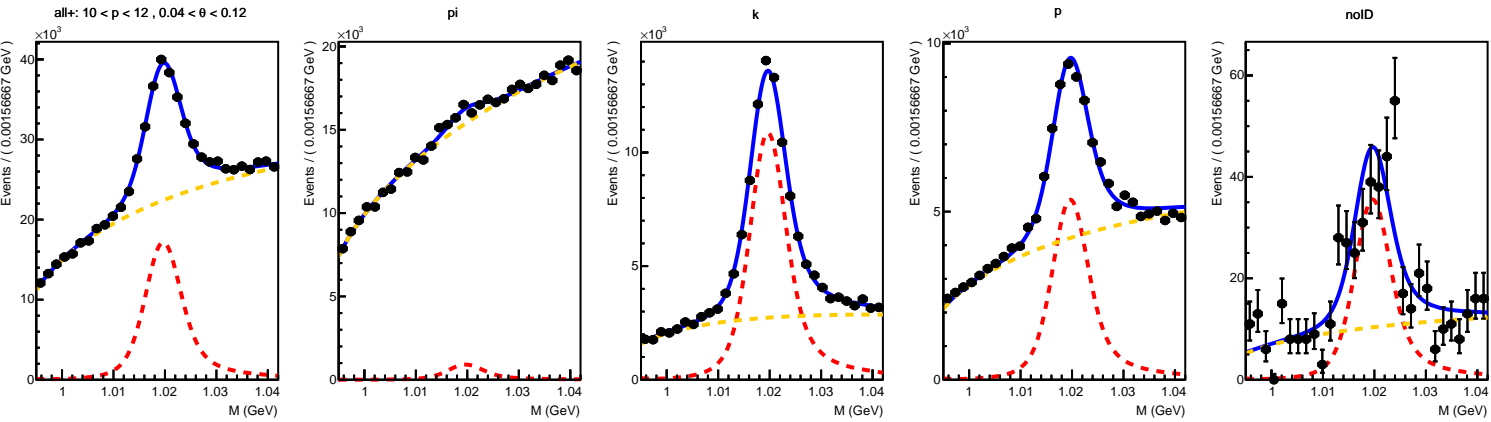 all+: 10 < p < 12 , 0.04 < θ < 0.12
×10³
Events / ( 0.00156667 GeV )
40
30
20
10
0
1 1.01 1.02 1.03 1.04
M (GeV)
pi
×10³
Events / ( 0.00156667 GeV )
20
15
10
5
0
1 1.01 1.02 1.03 1.04
M (GeV)
k
×10³
Events / ( 0.00156667 GeV )
10
5
0
1 1.01 1.02 1.03 1.04
M (GeV)
p
×10³
Events / ( 0.00156667 GeV )
10
5
0
1 1.01 1.02 1.03 1.04
M (GeV)
noID
Events / ( 0.00156667 GeV )
60
40
20
0
1 1.01 1.02 1.03 1.04
M (GeV)